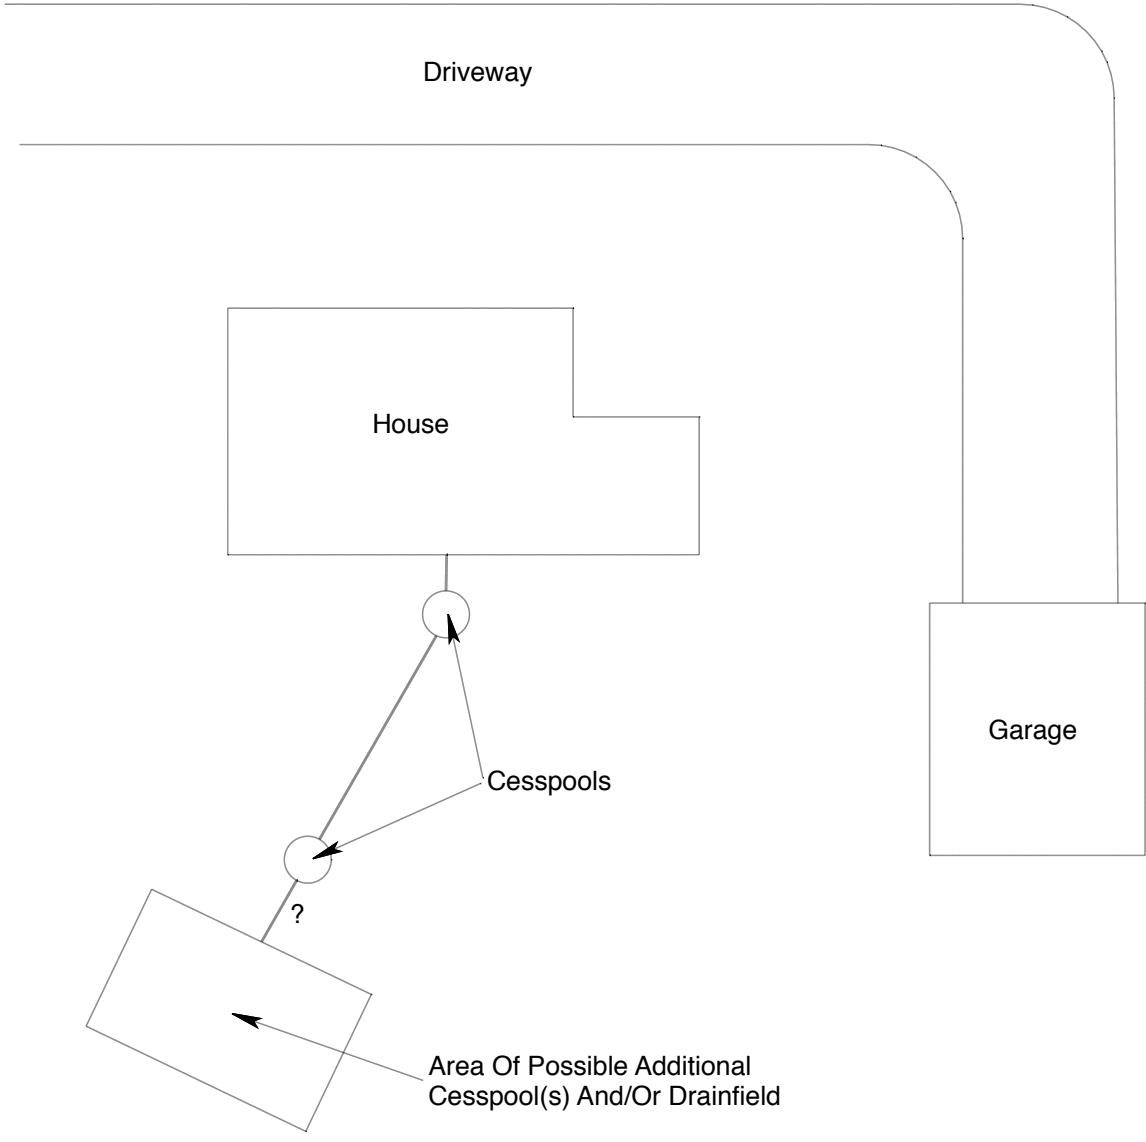 Driveway
House
Garage
Cesspools
?
Area Of Possible Additional
Cesspool(s) And/Or Drainfield